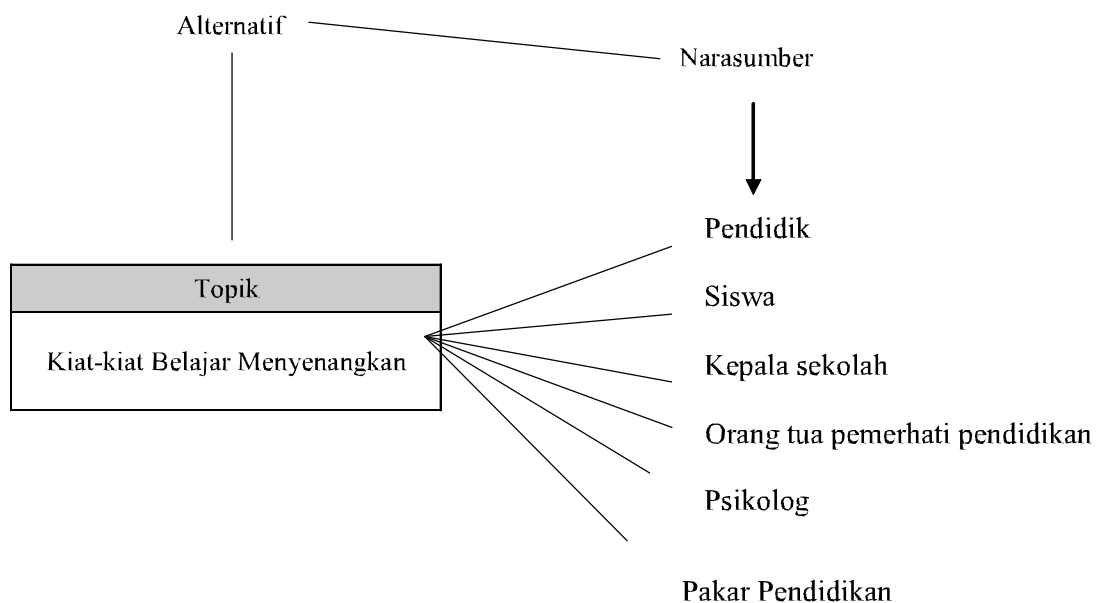 Alternatif
Narasumber
Topik
Kiat-kiat Belajar Menyenangkan
Pendidik
Siswa
Kepala sekolah
Orang tua pemerhati pendidikan
Psikolog
Pakar Pendidikan